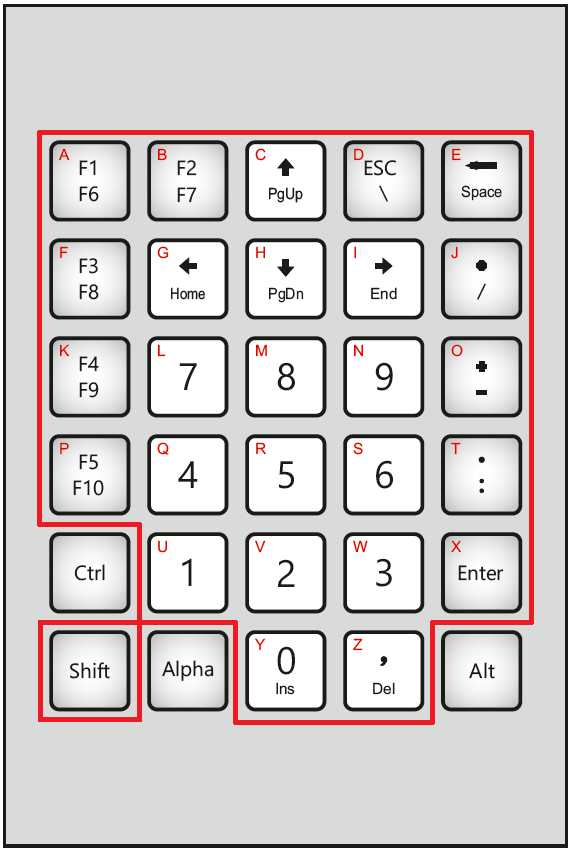 A F1 F6
B F2 F7
C PgUp
D ESC \
E Space
F F3 F8
G Home
H PgDn
I End
J /
K F4 F9
L 7
M 8
N 9
O + -
P F5 F10
Q 4
R 5
S 6
T . :
Ctrl
U 1
V 2
W 3
X Enter
Shift
Alpha
Y 0 Ins
Z , Del
Alt